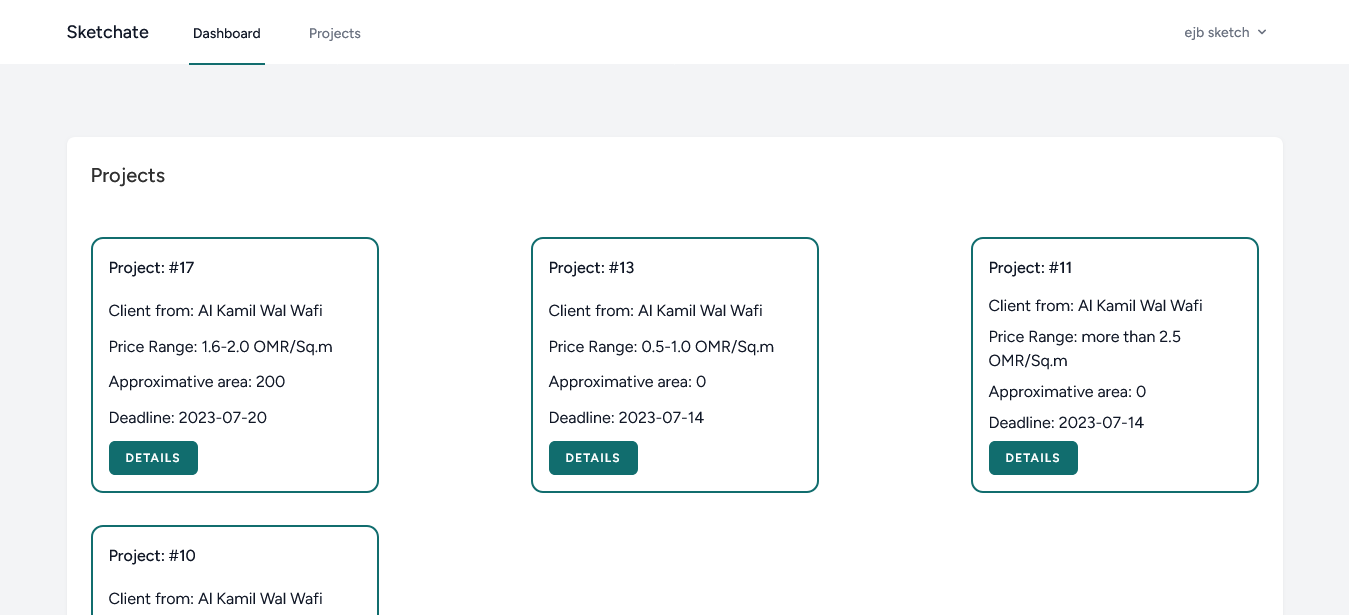 Sketchate
Dashboard
Projects
ejb sketch
Projects
Project: #17
Client from: Al Kamil Wal Wafi
Price Range: 1.6-2.0 OMR/Sq.m
Approximative area: 200
Deadline: 2023-07-20
DETAILS
Project: #13
Client from: Al Kamil Wal Wafi
Price Range: 0.5-1.0 OMR/Sq.m
Approximative area: 0
Deadline: 2023-07-14
DETAILS
Project: #11
Client from: Al Kamil Wal Wafi
Price Range: more than 2.5
OMR/Sq.m
Approximative area: 0
Deadline: 2023-07-14
DETAILS
Project: #10
Client from: Al Kamil Wal Wafi